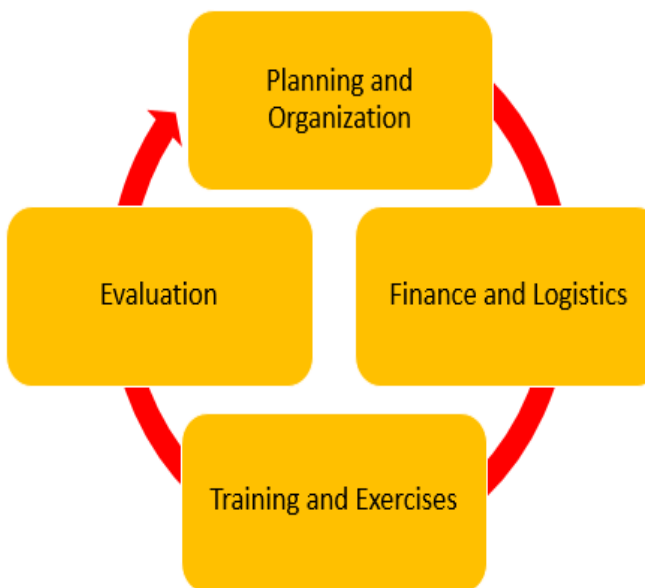 Planning and
Organization
Evaluation
Finance and Logistics
Training and Exercises